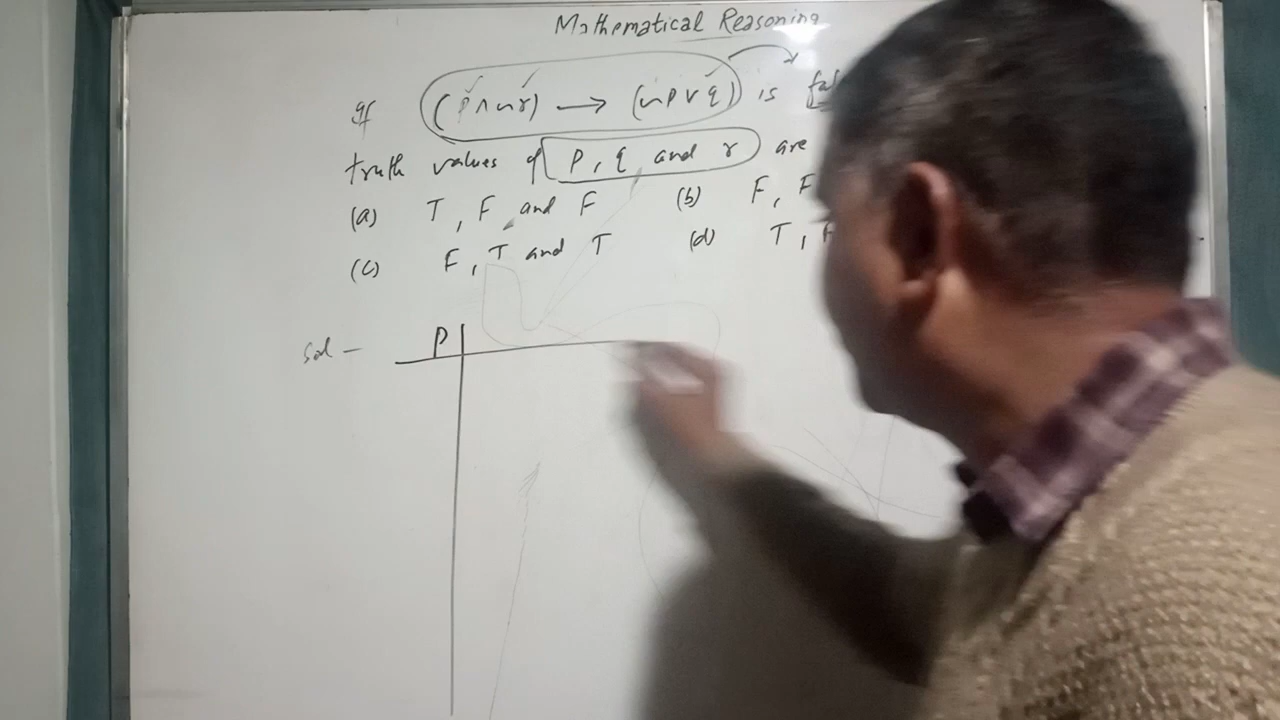 Mathematical Reasoning
If (p ∧ ~r) → (~p ∨ q) is
truth values of p, q and r are
(a) T, F and F (b) F, F
(c) F, T and T (d) T, F
Sol - P